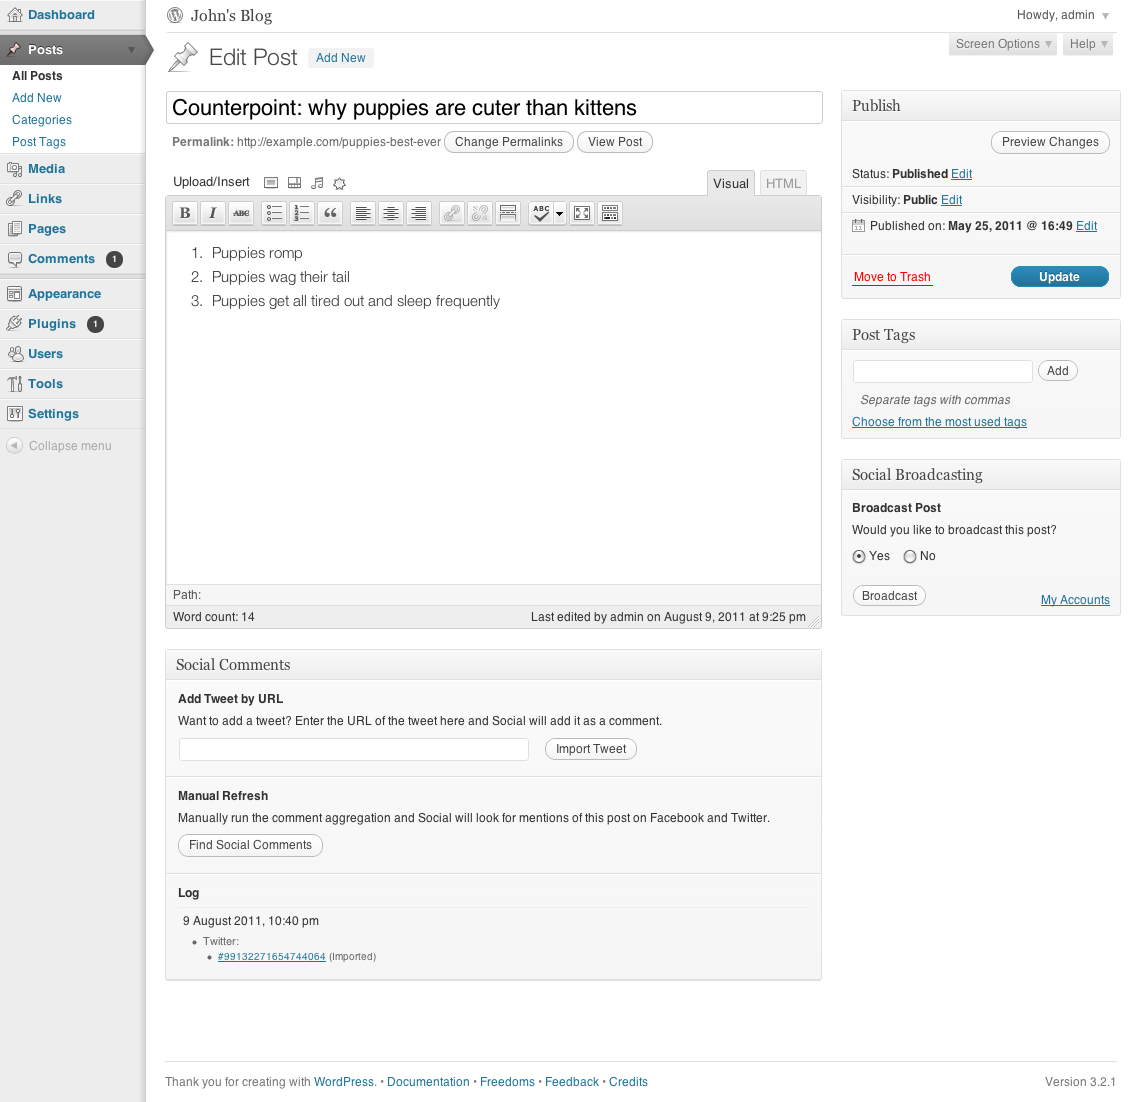 Dashboard
Posts
All Posts
Add New
Categories
Post Tags
Media
Links
Pages
Comments 1
Appearance
Plugins 1
Users
Tools
Settings
Collapse menu
John's Blog
Howdy, admin
Screen Options
Help
Edit Post Add New
Counterpoint: why puppies are cuter than kittens
Permalink: http://example.com/puppies-best-ever Change Permalinks View Post
Upload/Insert
Visual HTML
B I ABC ABC
1. Puppies romp
2. Puppies wag their tail
3. Puppies get all tired out and sleep frequently
Path:
Word count: 14 Last edited by admin on August 9, 2011 at 9:25 pm
Social Comments
Add Tweet by URL
Want to add a tweet? Enter the URL of the tweet here and Social will add it as a comment.
Import Tweet
Manual Refresh
Manually run the comment aggregation and Social will look for mentions of this post on Facebook and Twitter.
Find Social Comments
Log
9 August 2011, 10:40 pm
• Twitter:
• #99132271654744064 (Imported)
Publish
Preview Changes
Status: Published Edit
Visibility: Public Edit
Published on: May 25, 2011 @ 16:49 Edit
Move to Trash Update
Post Tags
Add
Separate tags with commas
Choose from the most used tags
Social Broadcasting
Broadcast Post
Would you like to broadcast this post?
Yes No
Broadcast My Accounts
Thank you for creating with WordPress. • Documentation • Freedoms • Feedback • Credits
Version 3.2.1